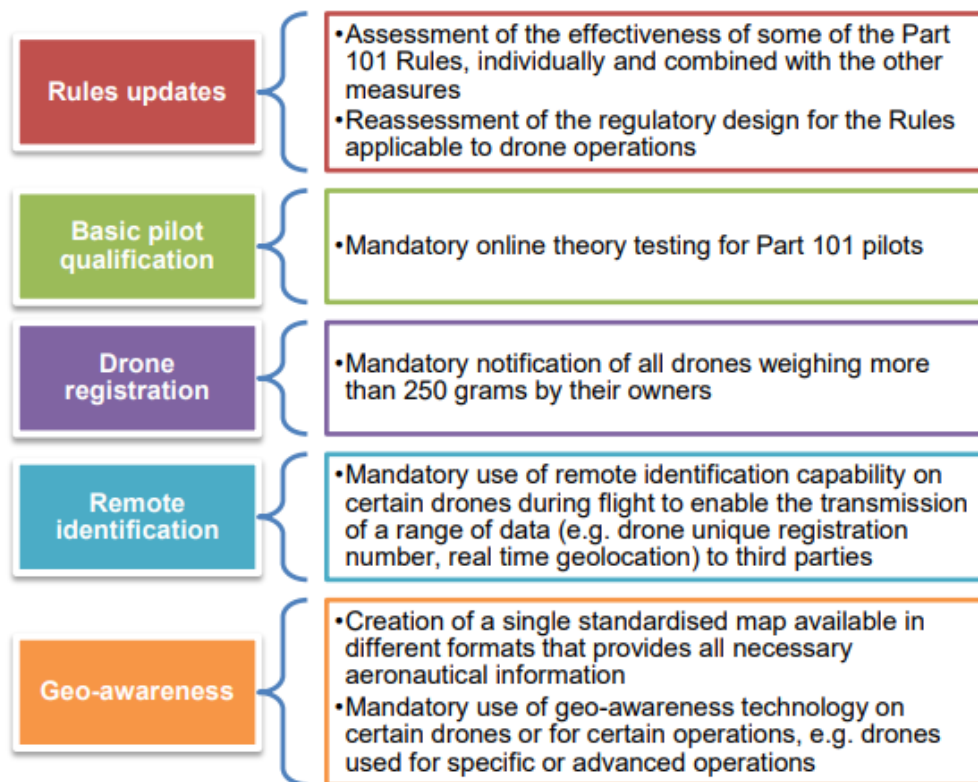 Rules updates
•Assessment of the effectiveness of some of the Part
101 Rules, individually and combined with the other
measures
•Reassessment of the regulatory design for the Rules
applicable to drone operations
Basic pilot
qualification
•Mandatory online theory testing for Part 101 pilots
Drone
registration
•Mandatory notification of all drones weighing more
than 250 grams by their owners
Remote
identification
•Mandatory use of remote identification capability on
certain drones during flight to enable the transmission
of a range of data (e.g. drone unique registration
number, real time geolocation) to third parties
Geo-awareness
•Creation of a single standardised map available in
different formats that provides all necessary
aeronautical information
•Mandatory use of geo-awareness technology on
certain drones or for certain operations, e.g. drones
used for specific or advanced operations